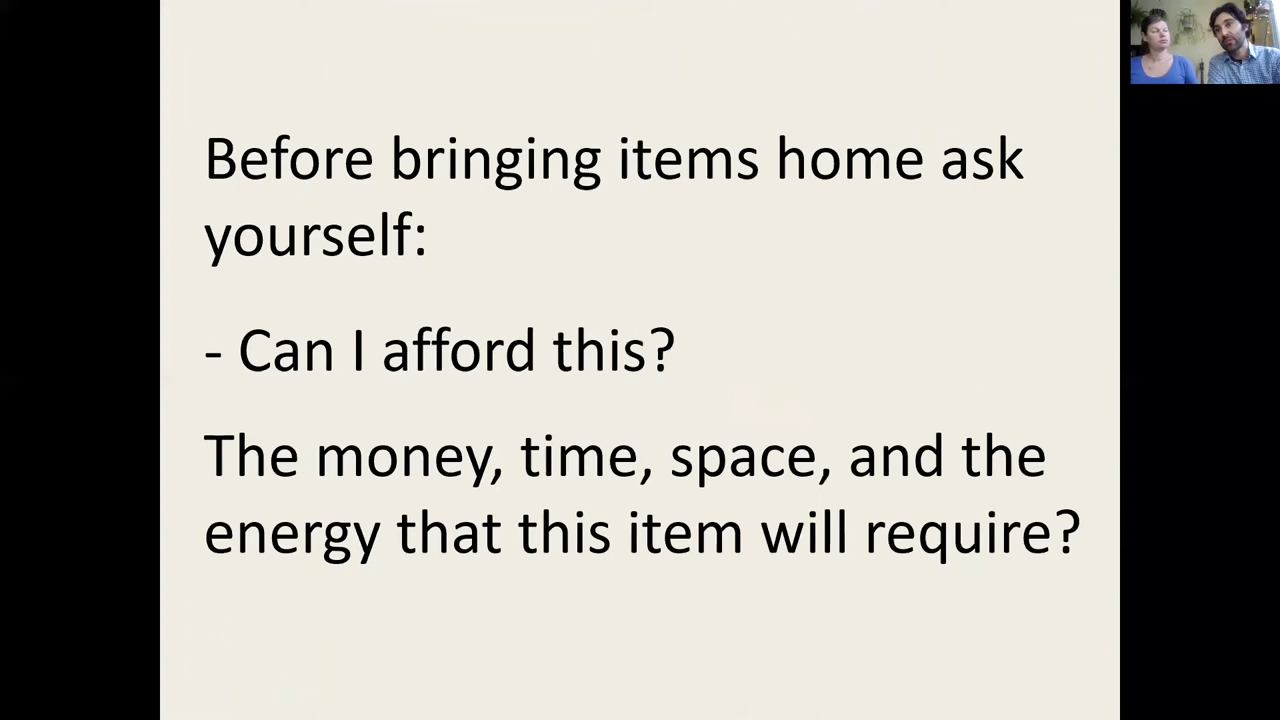 Before bringing items home ask
yourself:
- Can I afford this?
The money, time, space, and the
energy that this item will require?